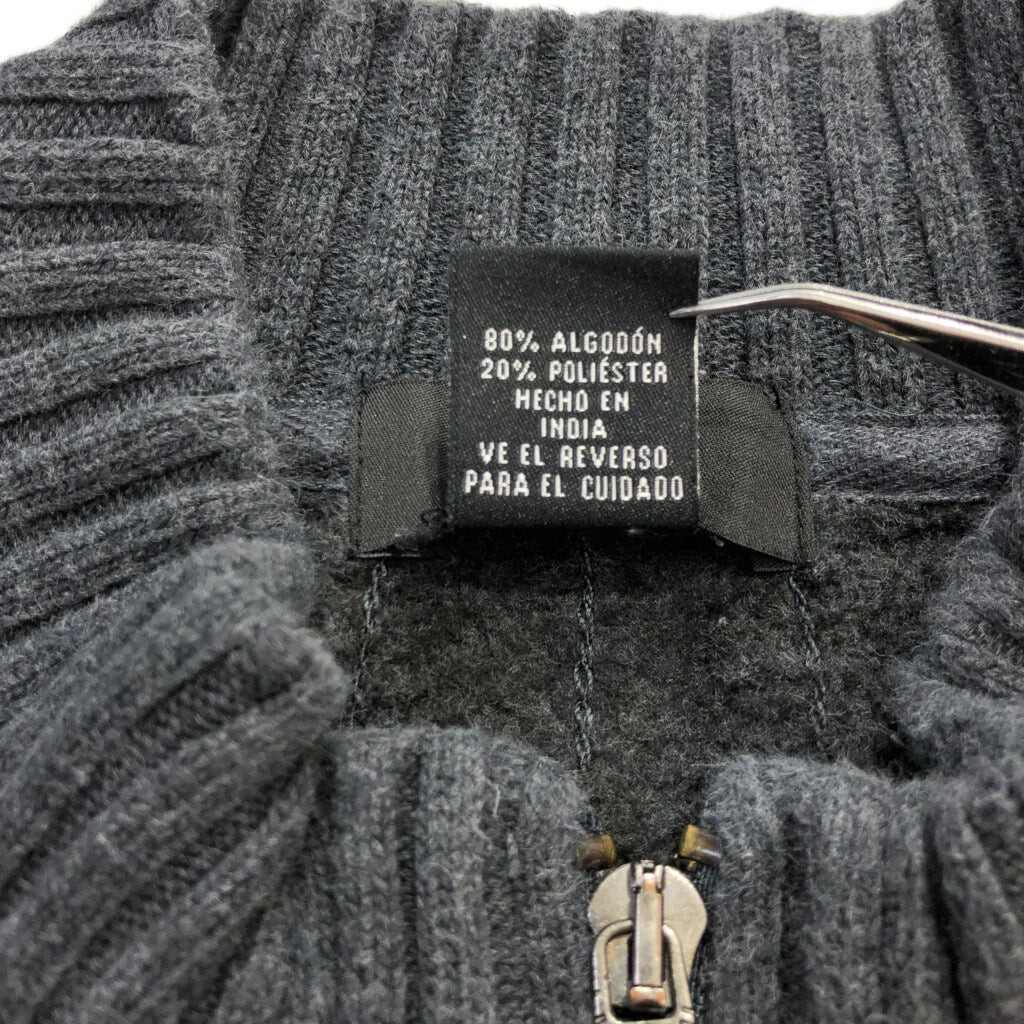 80% ALGODÓN
20% POLIÉSTER
HECHO EN
INDIA
VE EL REVERSO
PARA EL CUIDADO